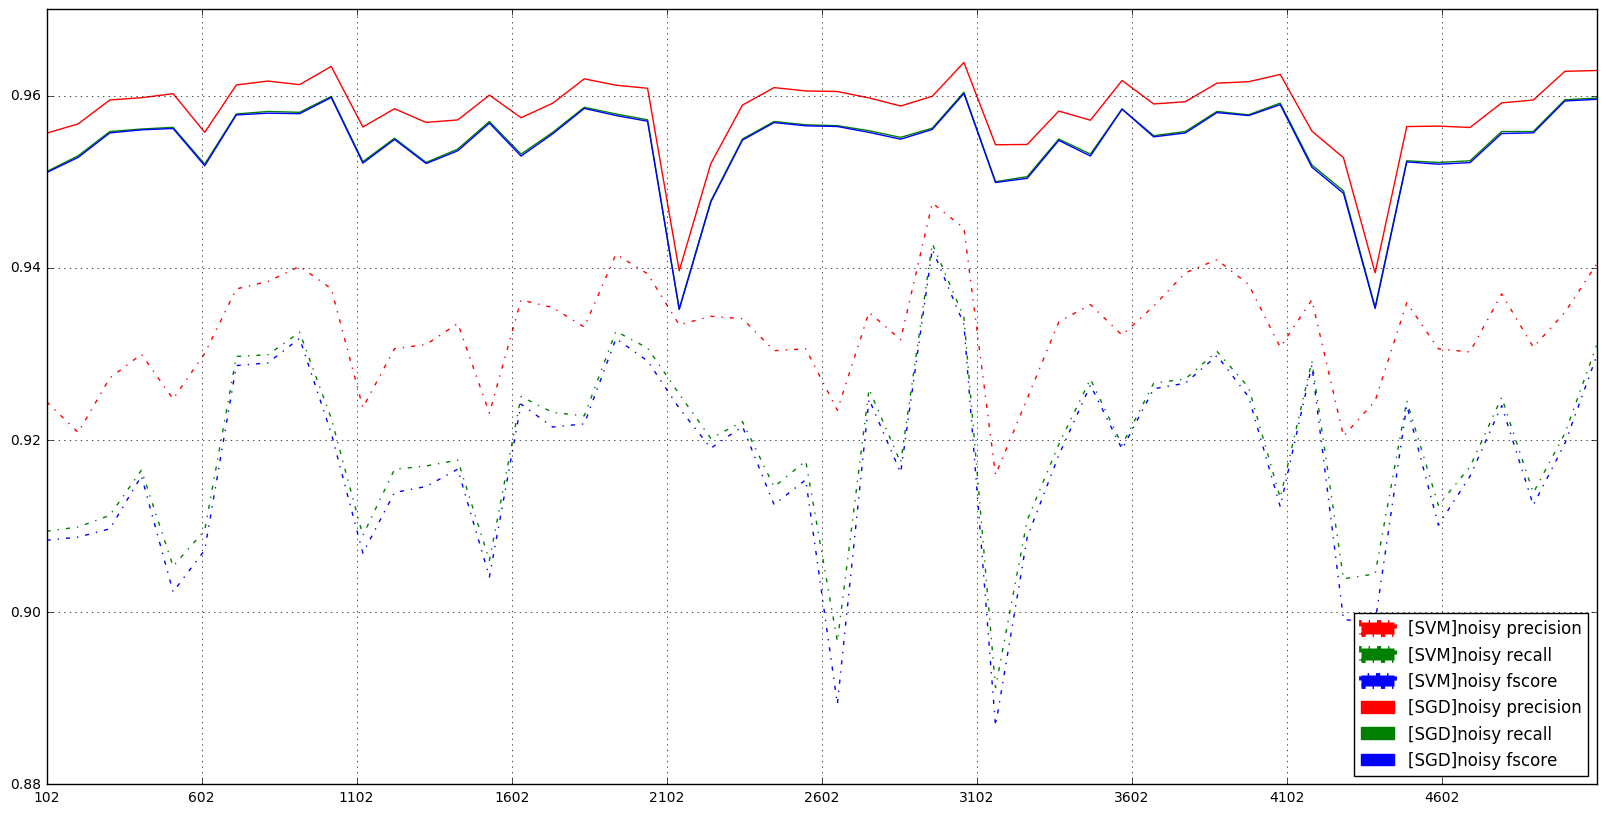 0.96
0.94
0.92
0.90
0.88
102 602 1102 1602 2102 2602 3102 3602 4102 4602
[SVM]noisy precision
[SVM]noisy recall
[SVM]noisy fscore
[SGD]noisy precision
[SGD]noisy recall
[SGD]noisy fscore